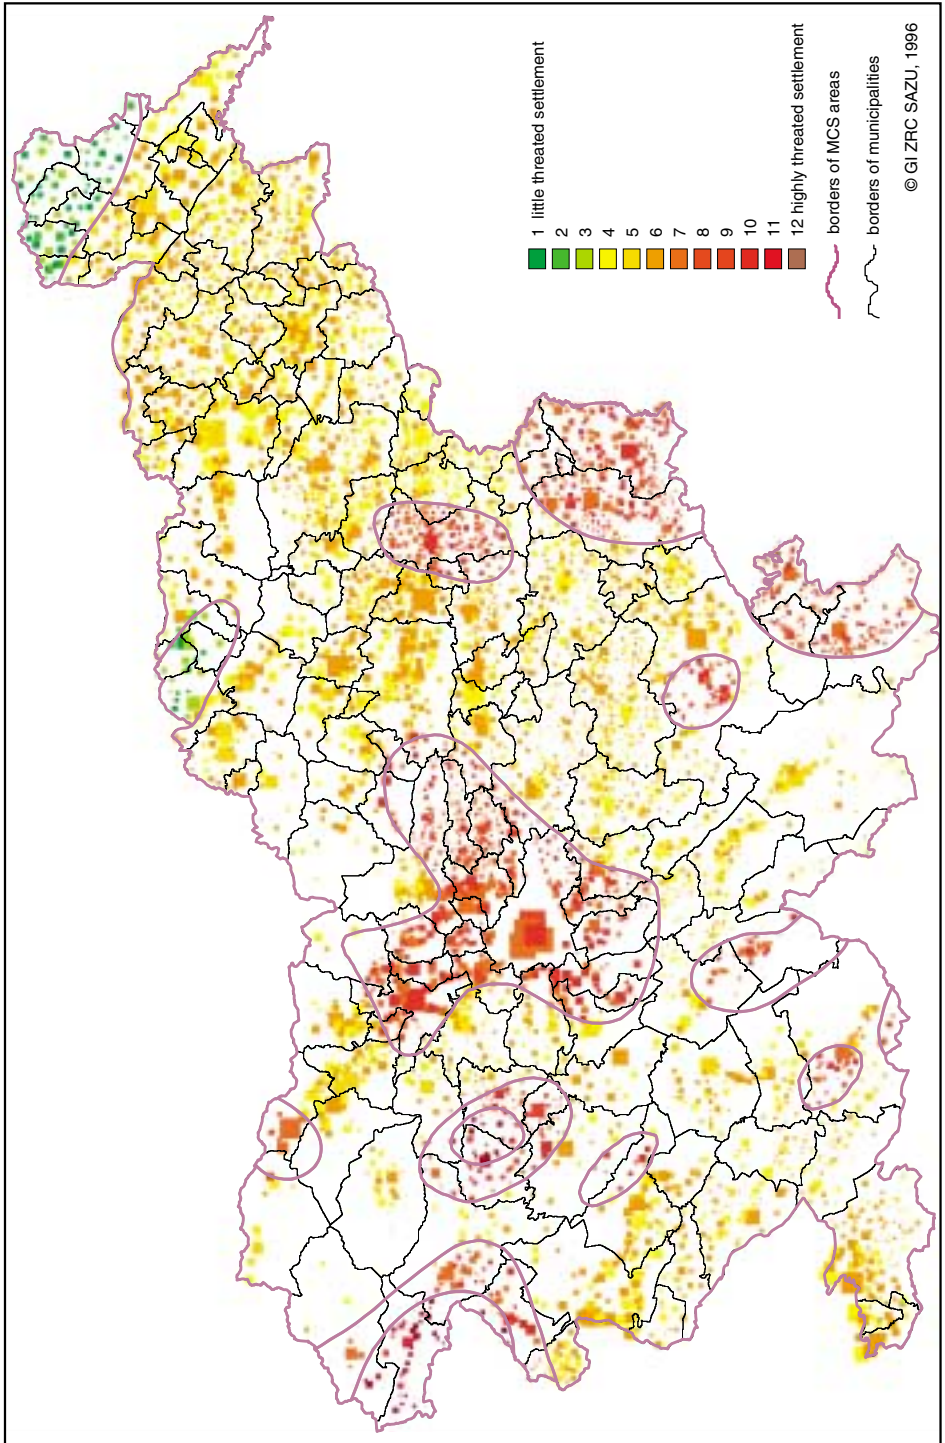 1 little threated settlement
2
3
4
5
6
7
8
9
10
11
12 highly threated settlement
borders of MCS areas
borders of municipalities
© GI ZRC SAZU, 1996